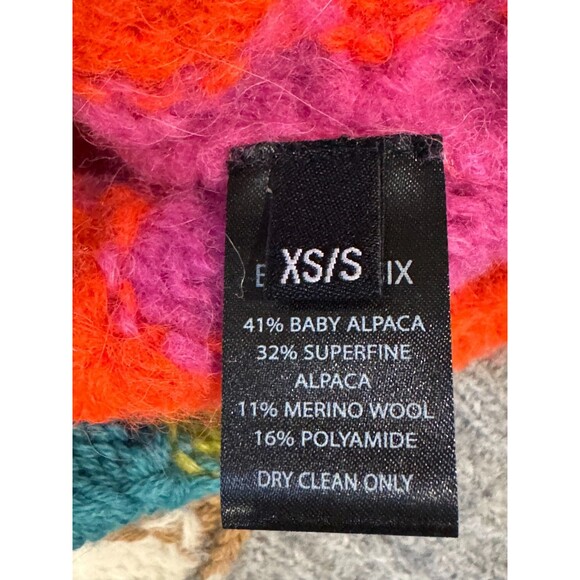 XS/S
41% BABY ALPACA
32% SUPERFINE
ALPACA
11% MERINO WOOL
16% POLYAMIDE
DRY CLEAN ONLY